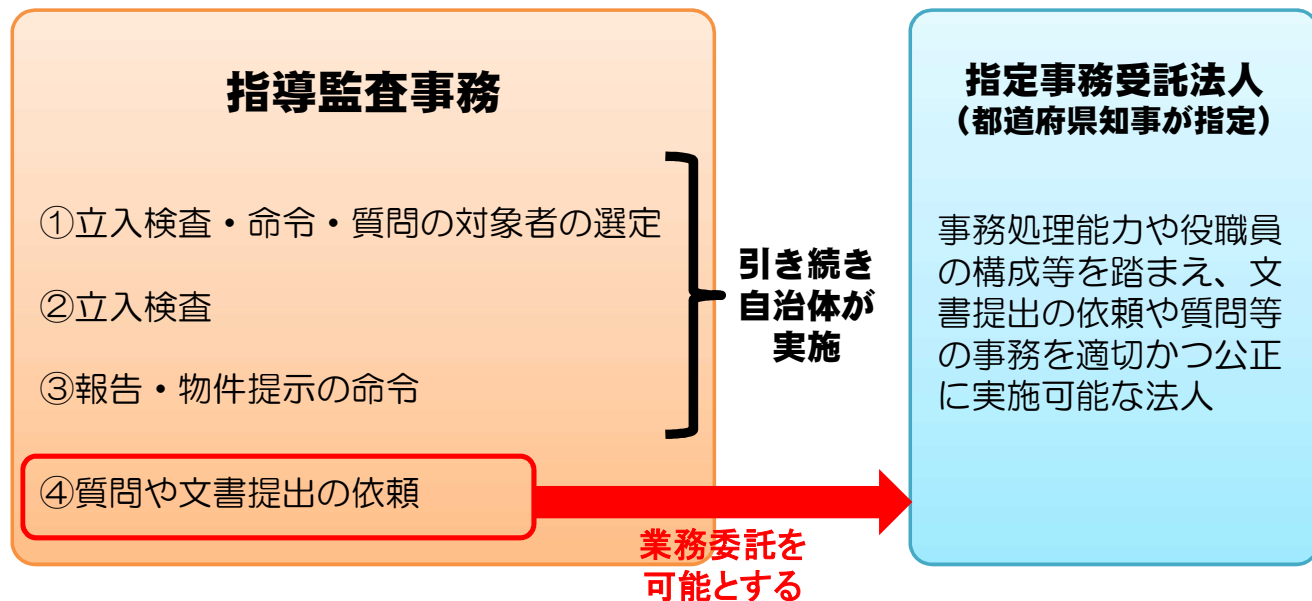 指導監査事務
①立入検査・命令・質問の対象者の選定
②立入検査
③報告・物件提示の命令
④質問や文書提出の依頼
引き続き
自治体が
実施
業務委託を
可能とする
指定事務受託法人
（都道府県知事が指定）
事務処理能力や役職員
の構成等を踏まえ、文
書提出の依頼や質問等
の事務を適切かつ公正
に実施可能な法人